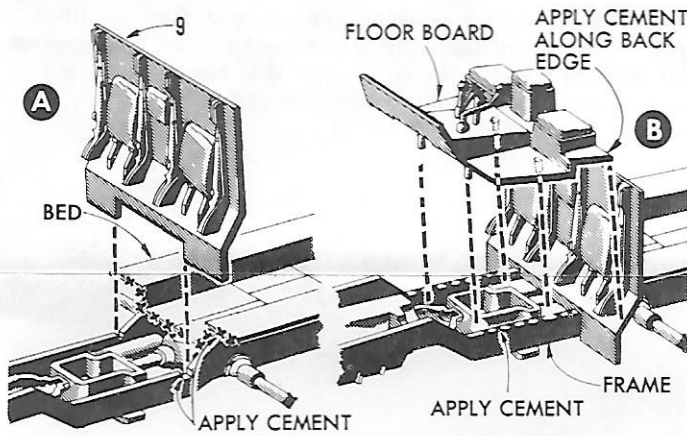 9
A
BED
APPLY CEMENT
FLOOR BOARD
APPLY CEMENT
ALONG BACK
EDGE
B
FRAME
APPLY CEMENT